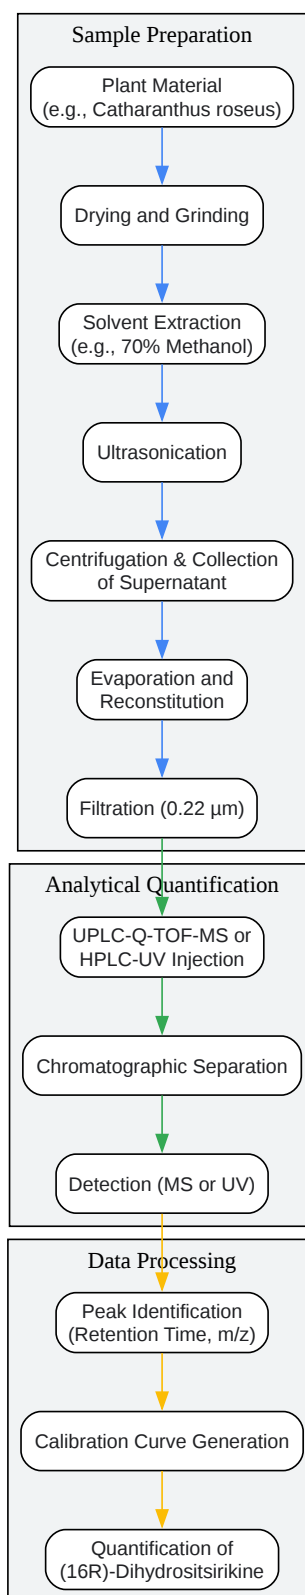 Sample Preparation
Plant Material
(e.g., Catharanthus roseus)
Drying and Grinding
Solvent Extraction
(e.g., 70% Methanol)
Ultrasonication
Centrifugation & Collection
of Supernatant
Evaporation and
Reconstitution
Filtration (0.22 µm)
Analytical Quantification
UPLC-Q-TOF-MS or
HPLC-UV Injection
Chromatographic Separation
Detection (MS or UV)
Data Processing
Peak Identification
(Retention Time, m/z)
Calibration Curve Generation
Quantification of
(16R)-Dihydrositsirikine